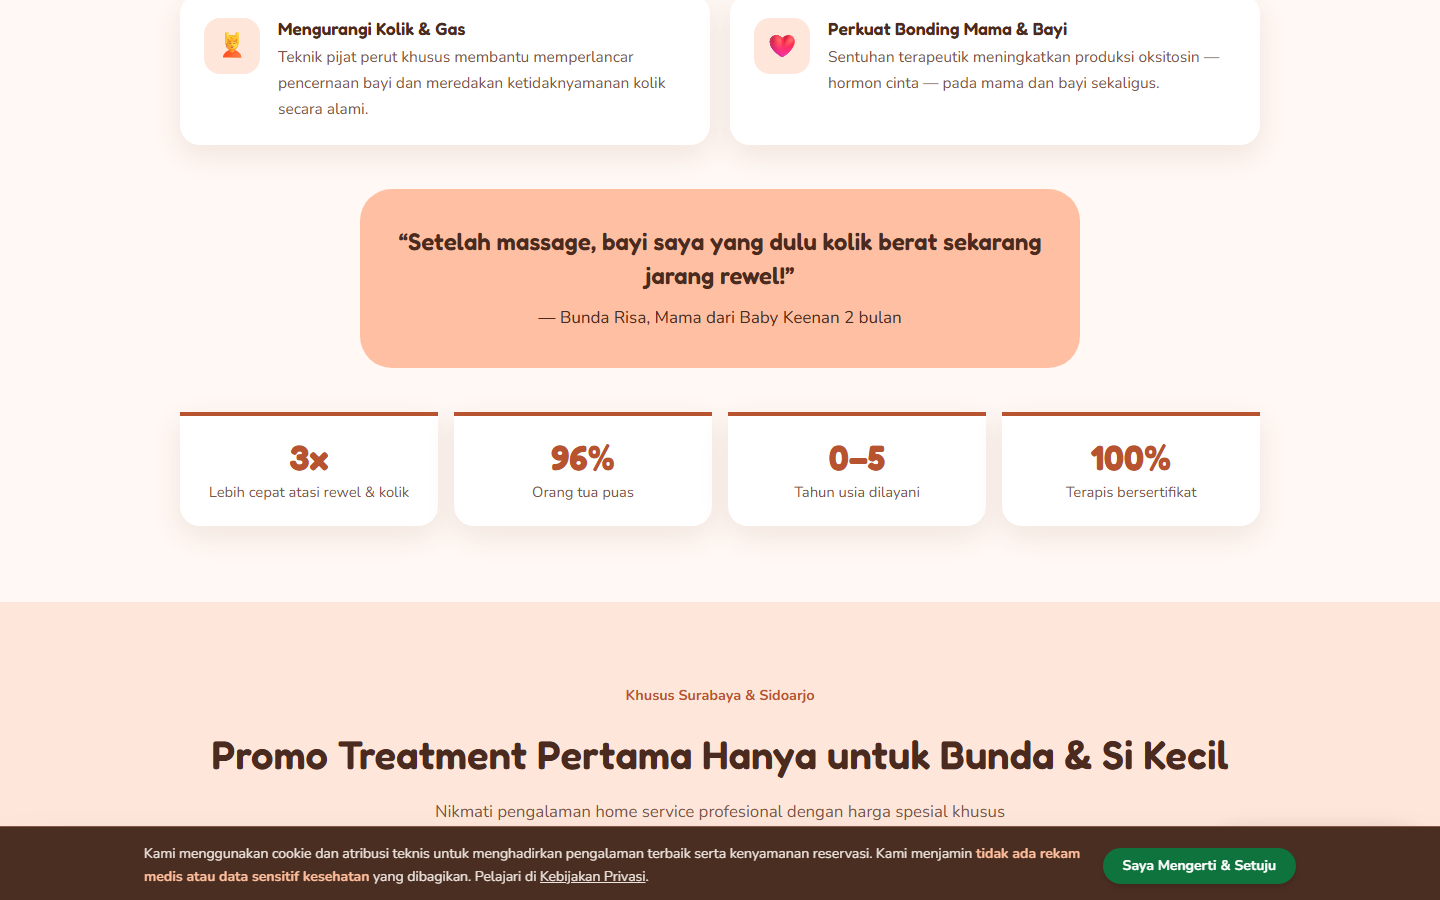 Mengurangi Kolik & Gas
Teknik pijat perut khusus membantu memperlancar
pencernaan bayi dan meredakan ketidaknyamanan kolik
secara alami.
Perkuat Bonding Mama & Bayi
Sentuhan terapeutik meningkatkan produksi oksitosin —
hormon cinta — pada mama dan bayi sekaligus.
“Setelah massage, bayi saya yang dulu kolik berat sekarang
jarang rewel!”
— Bunda Risa, Mama dari Baby Keenan 2 bulan
3x
Lebih cepat atasi rewel & kolik
96%
Orang tua puas
0–5
Tahun usia dilayani
100%
Terapis bersertifikat
Khusus Surabaya & Sidoarjo
Promo Treatment Pertama Hanya untuk Bunda & Si Kecil
Nikmati pengalaman home service profesional dengan harga spesial khusus
Kami menggunakan cookie dan atribusi teknis untuk menghadirkan pengalaman terbaik serta kenyamanan reservasi. Kami menjamin tidak ada rekam
medis atau data sensitif kesehatan yang dibagikan. Pelajari di Kebijakan Privasi.
Saya Mengerti & Setuju